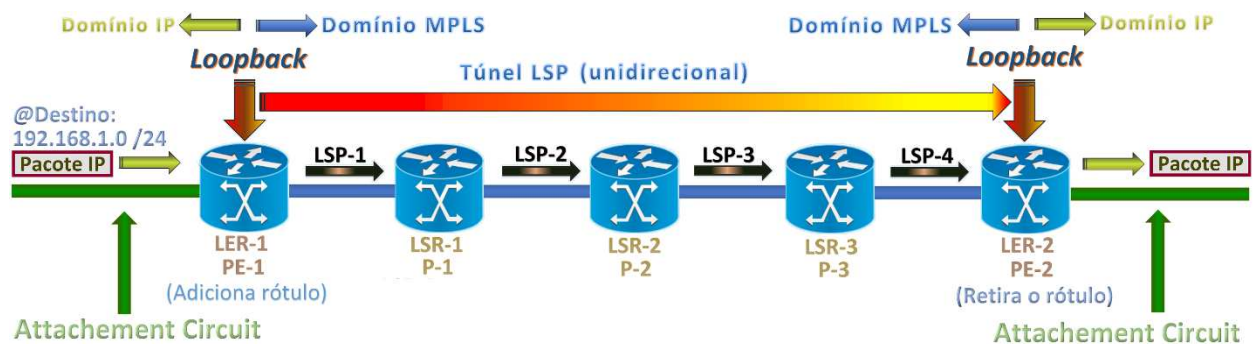 Domínio IP
Domínio MPLS
Domínio MPLS
Domínio IP
Loopback
Loopback
Túnel LSP (unidirecional)
@Destino:
192.168.1.0 /24
Pacote IP
LSP-1
LSP-2
LSP-3
LSP-4
Pacote IP
LER-1
PE-1
(Adiciona rótulo)
LSR-1
P-1
LSR-2
P-2
LSR-3
P-3
LER-2
PE-2
(Retira o rótulo)
Attachement Circuit
Attachement Circuit